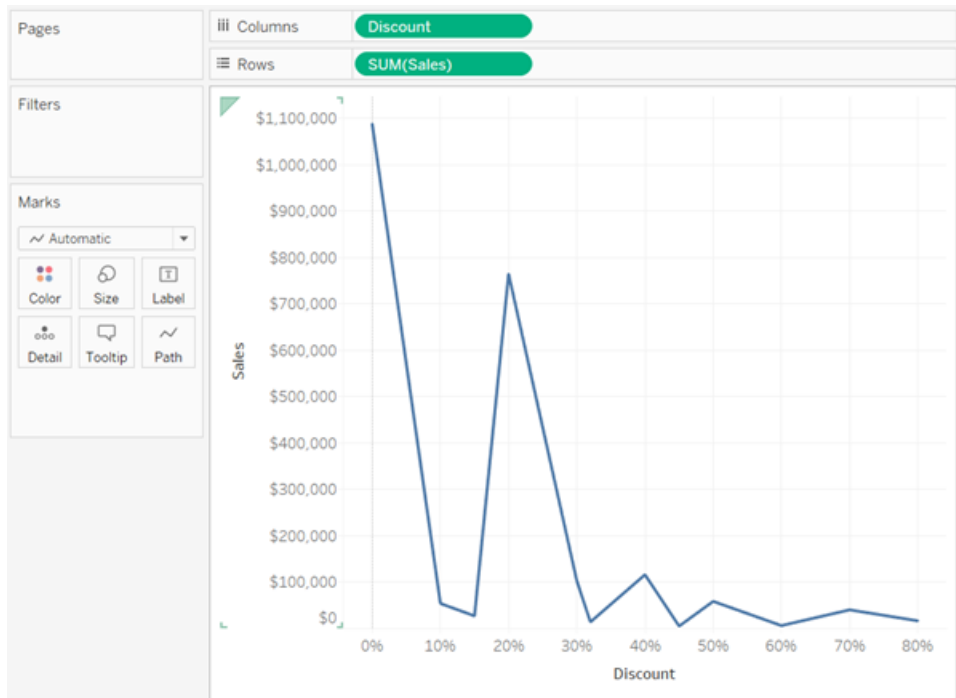 Pages
Columns
Discount
Rows
SUM(Sales)
Filters
Marks
Automatic
Color
Size
Label
Detail
Tooltip
Path
Sales
$1,100,000
$1,000,000
$900,000
$800,000
$700,000
$600,000
$500,000
$400,000
$300,000
$200,000
$100,000
$0
0% 10% 20% 30% 40% 50% 60% 70% 80%
Discount